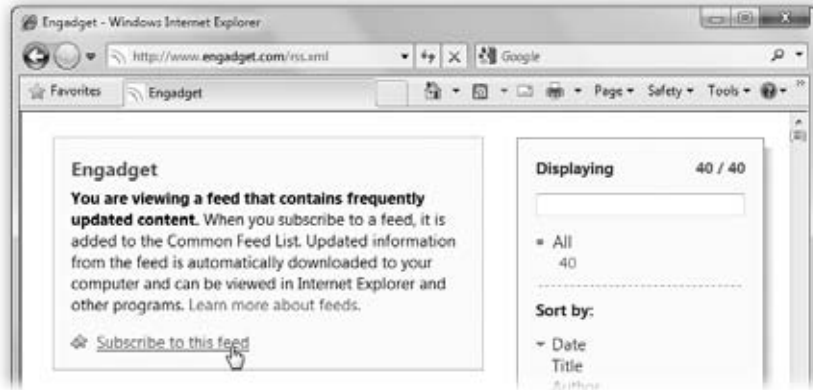 Engadget - Windows Internet Explorer
http://www.engadget.com/rss.xml
Google
Favorites
Engadget
Page
Safety
Tools
Engadget
You are viewing a feed that contains frequently
updated content. When you subscribe to a feed, it is
added to the Common Feed List. Updated information
from the feed is automatically downloaded to your
computer and can be viewed in Internet Explorer and
other programs. Learn more about feeds.
Subscribe to this feed
Displaying 40 / 40
All
40
Sort by:
Date
Title
Author